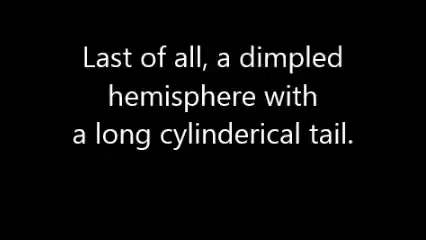 Last of all, a dimpled
hemisphere with
a long cylinderical tail.